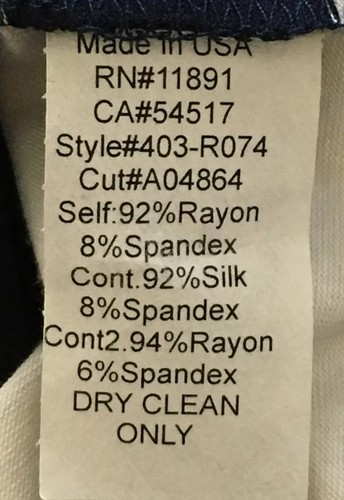 Made in USA
RN#11891
CA#54517
Style#403-R074
Cut#A04864
Self:92%Rayon
8%Spandex
Cont.92%Silk
8%Spandex
Cont2.94%Rayon
6%Spandex
DRY CLEAN
ONLY